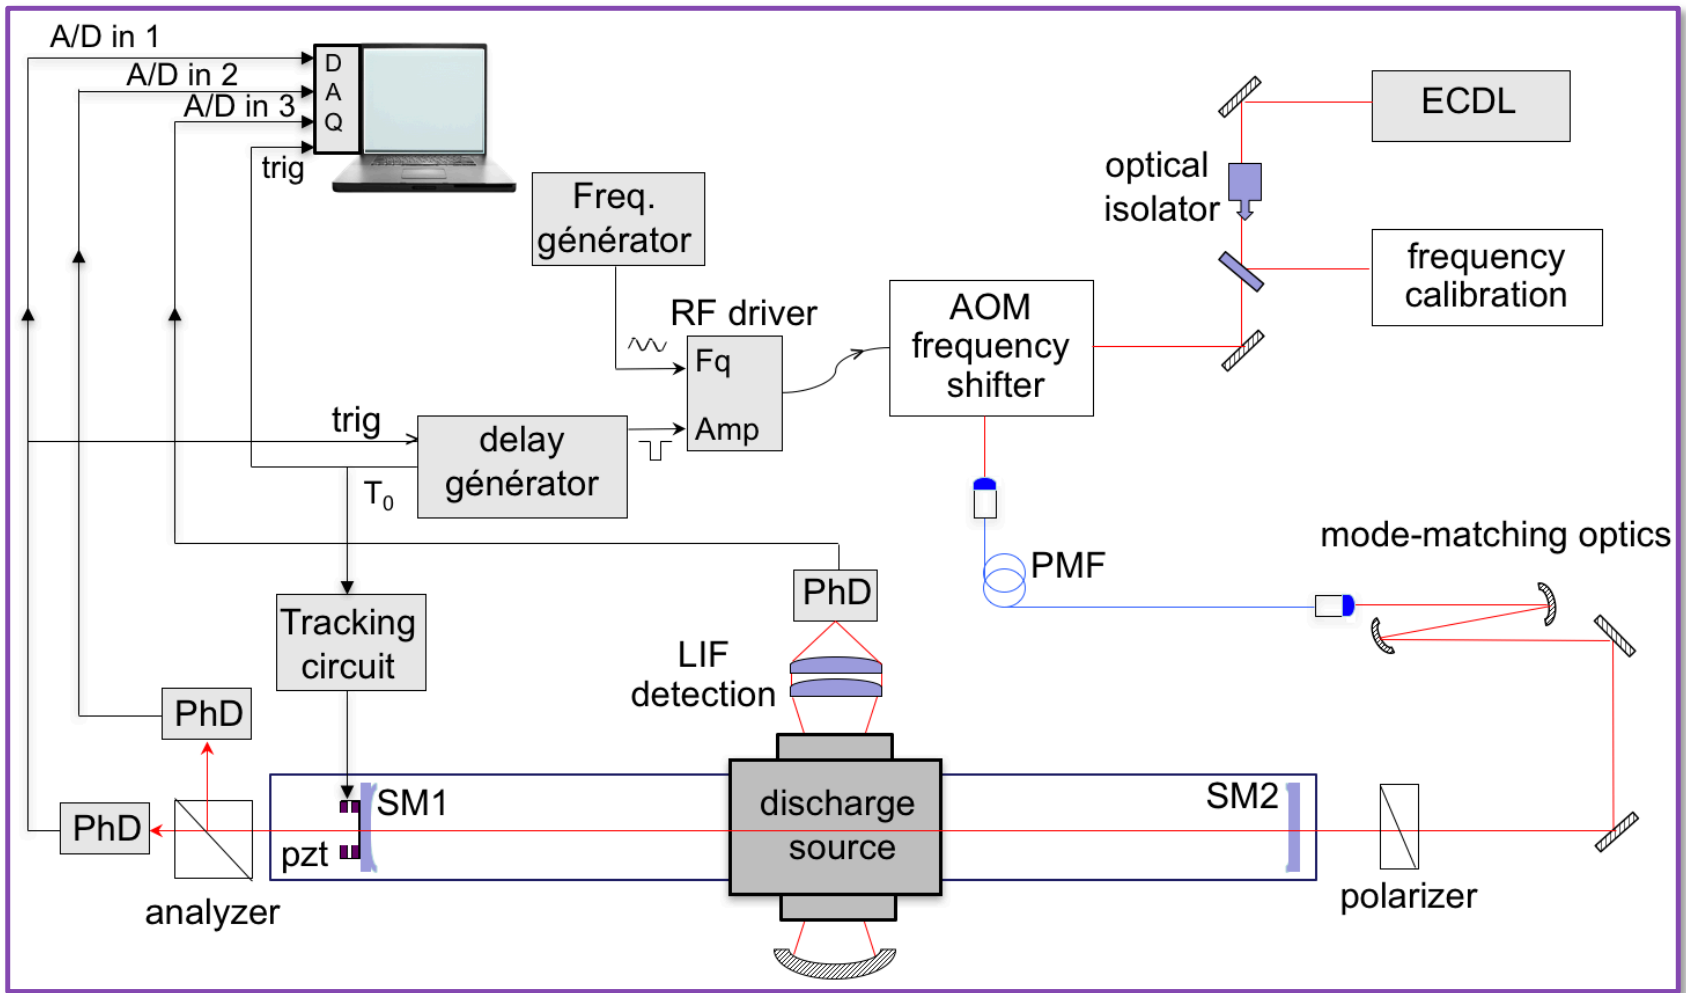 A/D in 1
A/D in 2
A/D in 3
trig
D
A
Q
ECDL
optical
isolator
frequency
calibration
Freq.
générator
RF driver
Fq
Amp
AOM
frequency
shifter
trig
delay
générator
T0
mode-matching optics
PMF
PhD
LIF
detection
Tracking
circuit
PhD
PhD
SM1
pzt
discharge
source
SM2
analyzer
polarizer